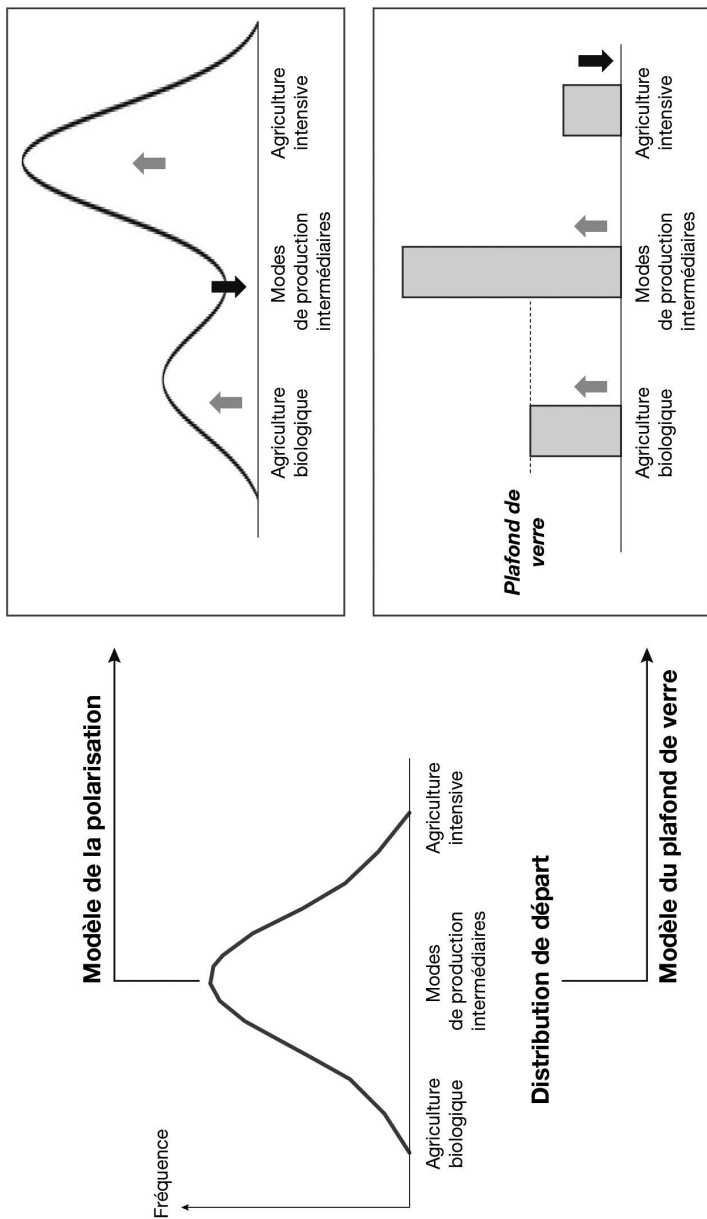 Modèle de la polarisation
Fréquence
Agriculture
biologique
Modes
de production
intermédiaires
Agriculture
intensive
Distribution de départ
Modèle du plafond de verre
Agriculture
biologique
Modes
de production
intermédiaires
Agriculture
intensive
Plafond de
verre
Agriculture
biologique
Modes
de production
intermédiaires
Agriculture
intensive